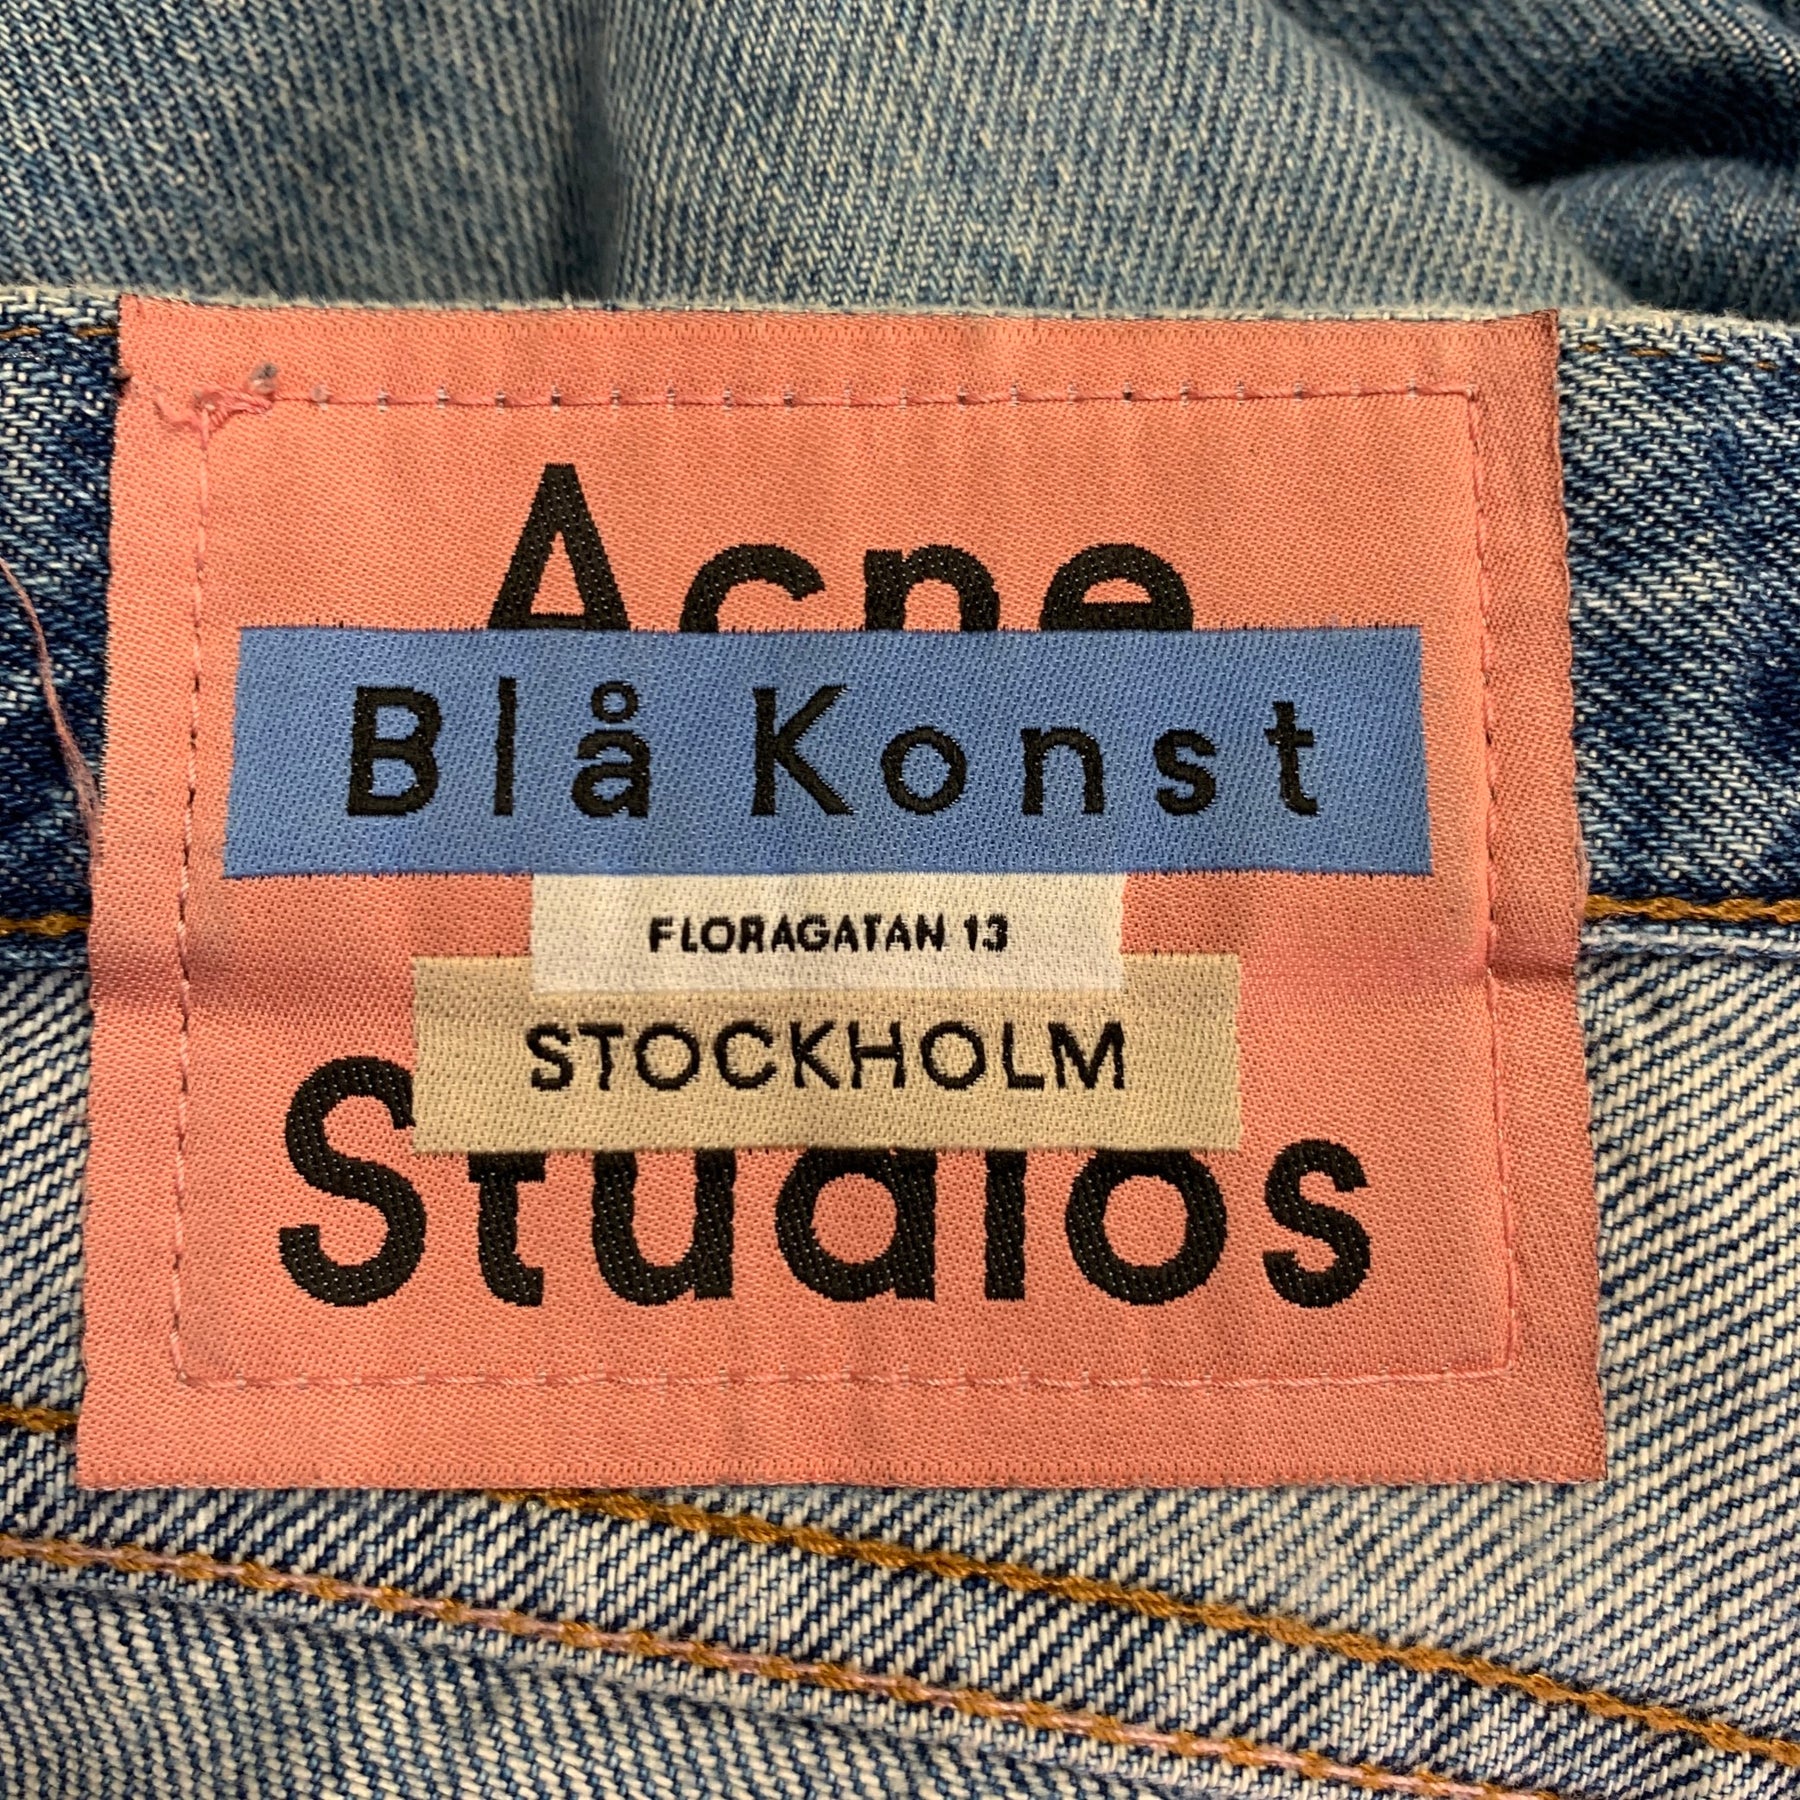 Acne
Blå Konst
FLORAGATAN 13
STOCKHOLM
Studios